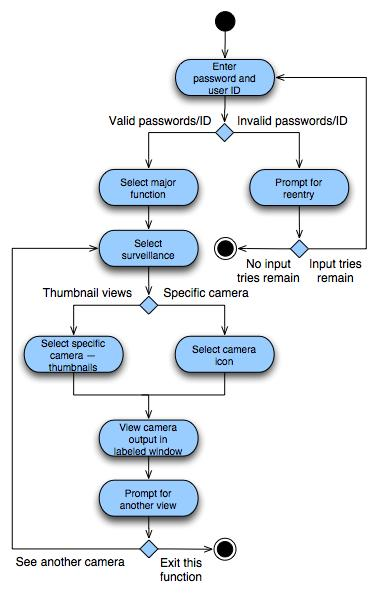 Enter
password and
user ID
Valid passwords/ID
Invalid passwords/ID
Select major
function
Prompt for
reentry
Select
surveillance
No input
tries remain
Input tries
remain
Thumbnail views
Specific camera
Select specific
camera —
thumbnails
Select camera
icon
View camera
output in
labeled window
Prompt for
another view
See another camera
Exit this
function